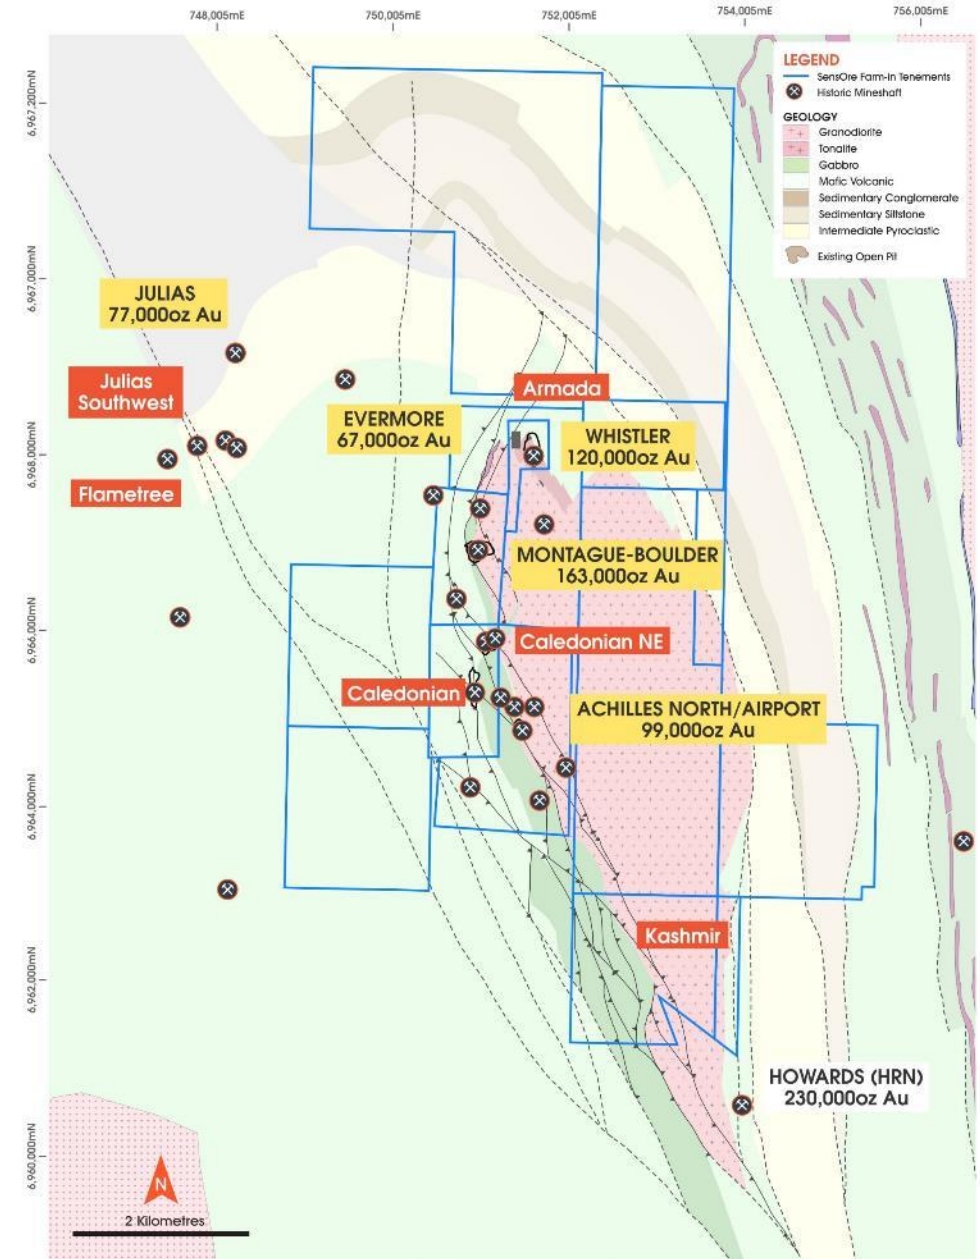 748,005mE
750,005mE
752,005mE
754,005mE
756,005mE
6,967,200mN
6,967,000mN
6,968,000mN
6,966,000mN
6,964,000mN
6,962,000mN
6,960,000mN
LEGEND
SensOre Farm-in Tenements
Historic Mineshaft
GEOLOGY
Granodiorite
Tonalite
Gabbro
Mafic Volcanic
Sedimentary Conglomerate
Sedimentary Siltstone
Intermediate Pyroclastic
Existing Open Pit
JULIAS
77,000oz Au
Julias
Southwest
Flametree
Armada
EVERMORE
67,000oz Au
WHISTLER
120,000oz Au
MONTAGUE-BOULDER
163,000oz Au
Caledonian NE
Caledonian
ACHILLES NORTH/AIRPORT
99,000oz Au
Kashmir
HOWARDS (HRN)
230,000oz Au
N
2 Kilometres